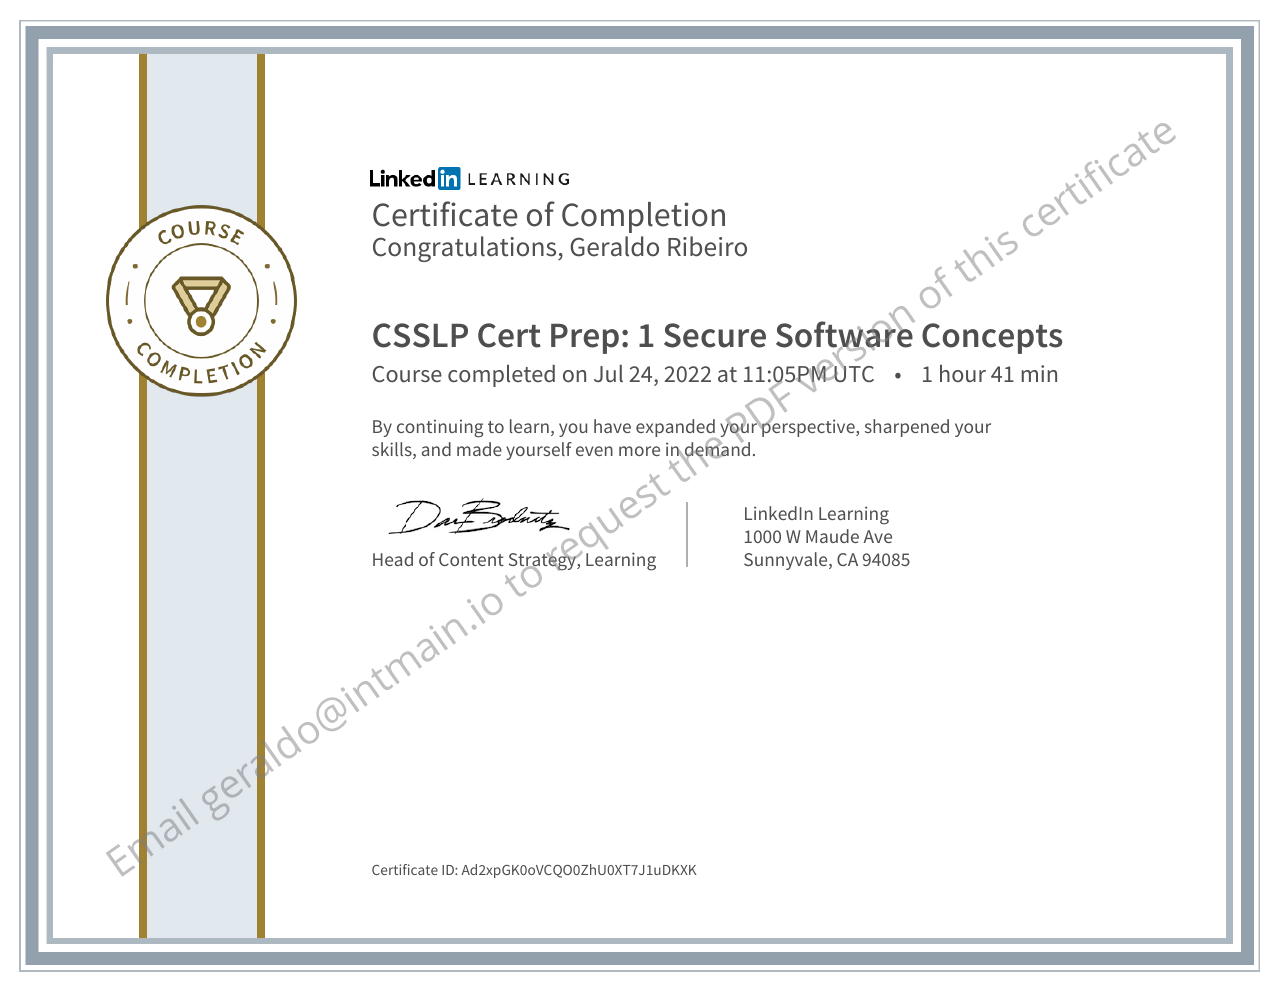 COURSE
COMPLETION
LinkedIn LEARNING
Certificate of Completion
Congratulations, Geraldo Ribeiro
CSSLP Cert Prep: 1 Secure Software Concepts
Course completed on Jul 24, 2022 at 11:05PM UTC • 1 hour 41 min
By continuing to learn, you have expanded your perspective, sharpened your
skills, and made yourself even more in demand.
Head of Content Strategy, Learning
LinkedIn Learning
1000 W Maude Ave
Sunnyvale, CA 94085
Certificate ID: Ad2xpGK0oVCQO0ZhU0XT7J1uDKXK
Email geraldo@intmain.io to request the PDF version of this certificate